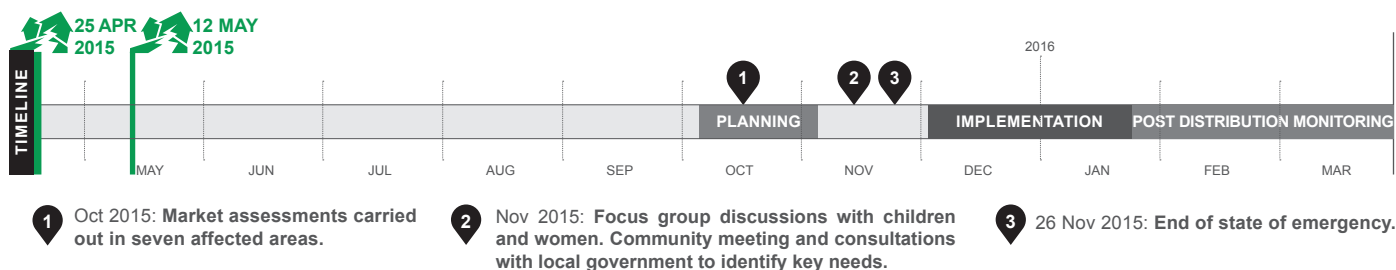 25 APR
2015
12 MAY
2015
TIMELINE
2016
1
2
3
PLANNING
IMPLEMENTATION
POST DISTRIBUTION MONITORING
MAY
JUN
JUL
AUG
SEP
OCT
NOV
DEC
JAN
FEB
MAR
1
Oct 2015: Market assessments carried
out in seven affected areas.
2
Nov 2015: Focus group discussions with children
and women. Community meeting and consultations
with local government to identify key needs.
3
26 Nov 2015: End of state of emergency.